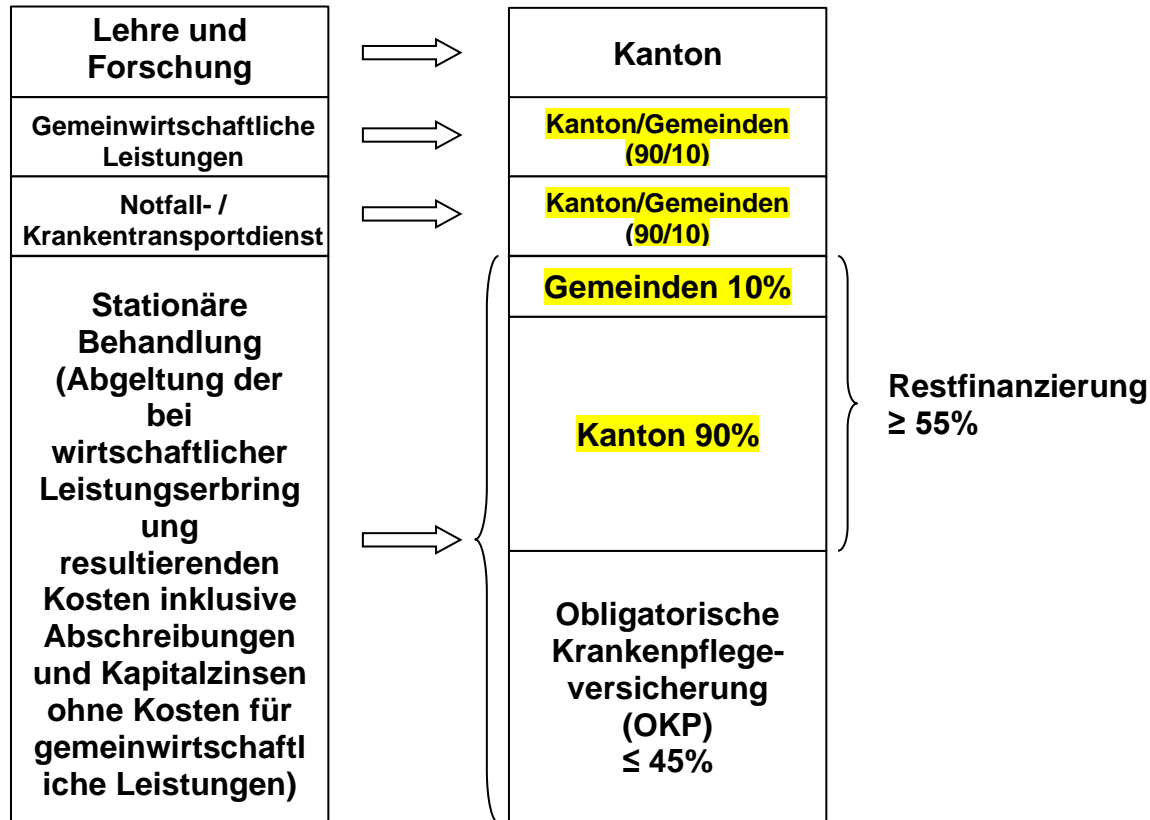 Lehre und
Forschung
Kanton
Gemeinwirtschaftliche
Leistungen
Kanton/Gemeinden
(90/10)
Notfall- /
Krankentransportdienst
Kanton/Gemeinden
(90/10)
Stationäre
Behandlung
(Abgeltung der
bei
wirtschaftlicher
Leistungserbring
ung
resultierenden
Kosten inklusive
Abschreibungen
und Kapitalzinsen
ohne Kosten für
gemeinwirtschaftl
iche Leistungen)
Gemeinden 10%
Kanton 90%
Obligatorische
Krankenpflege-
versicherung
(OKP)
≤ 45%
Restfinanzierung
≥ 55%